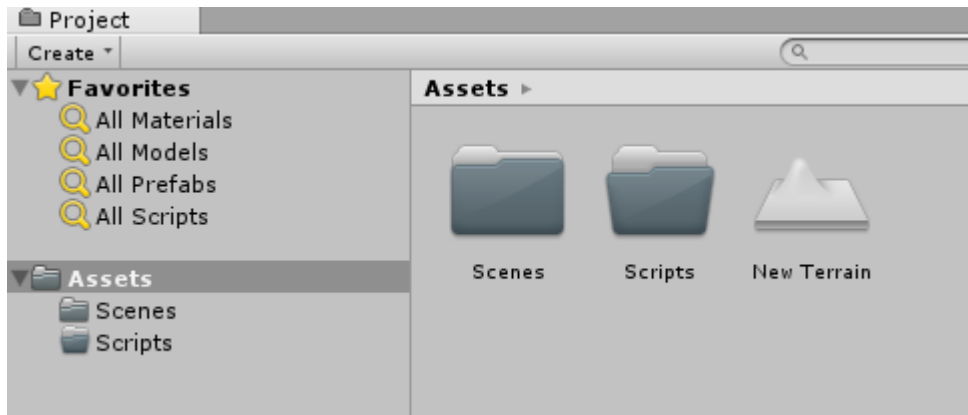 Project
Create
Favorites
All Materials
All Models
All Prefabs
All Scripts
Assets
Scenes
Scripts
Assets
Scenes
Scripts
New Terrain